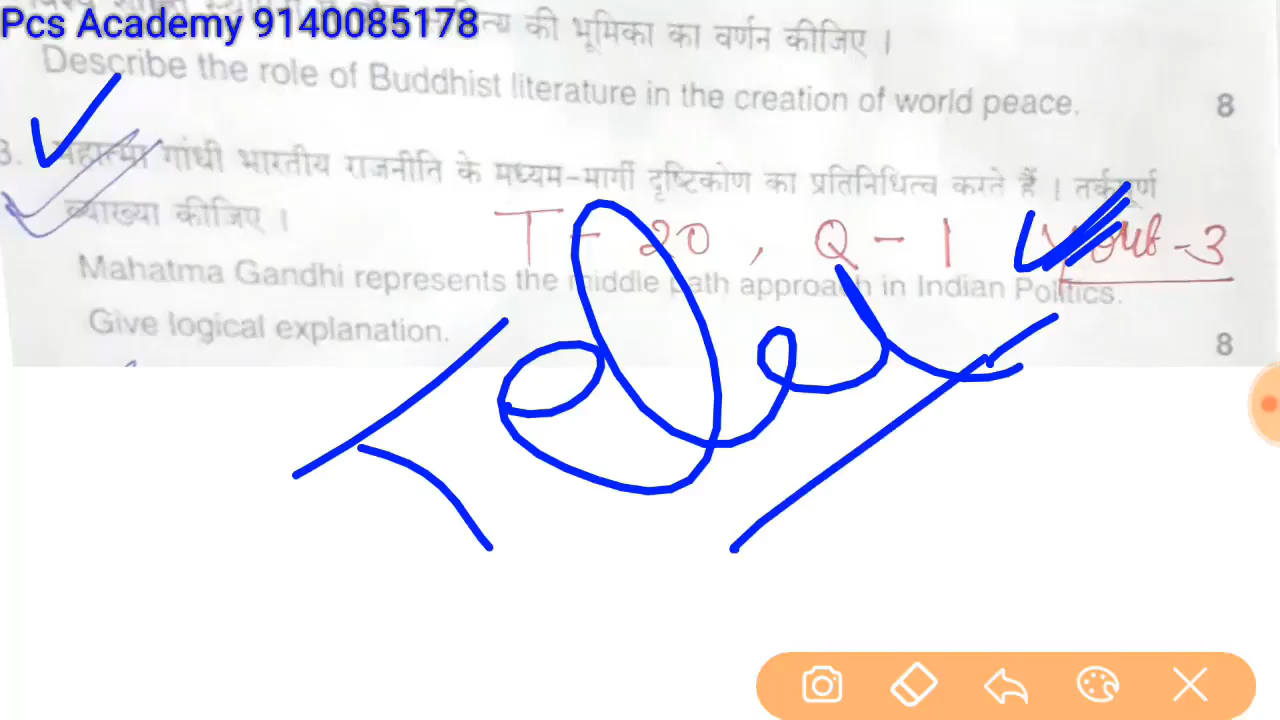 Pcs Academy 9140085178
की भूमिका का वर्णन कीजिए ।
Describe the role of Buddhist literature in the creation of world peace. 8
3. महात्मा गांधी भारतीय राजनीति के मध्यम-मार्गी दृष्टिकोण का प्रतिनिधित्व करते हैं । तर्कपूर्ण
व्याख्या कीजिए ।
T - 20 , Q - 1 - 3
Mahatma Gandhi represents the middle path approach in Indian Politics.
Give logical explanation. 8